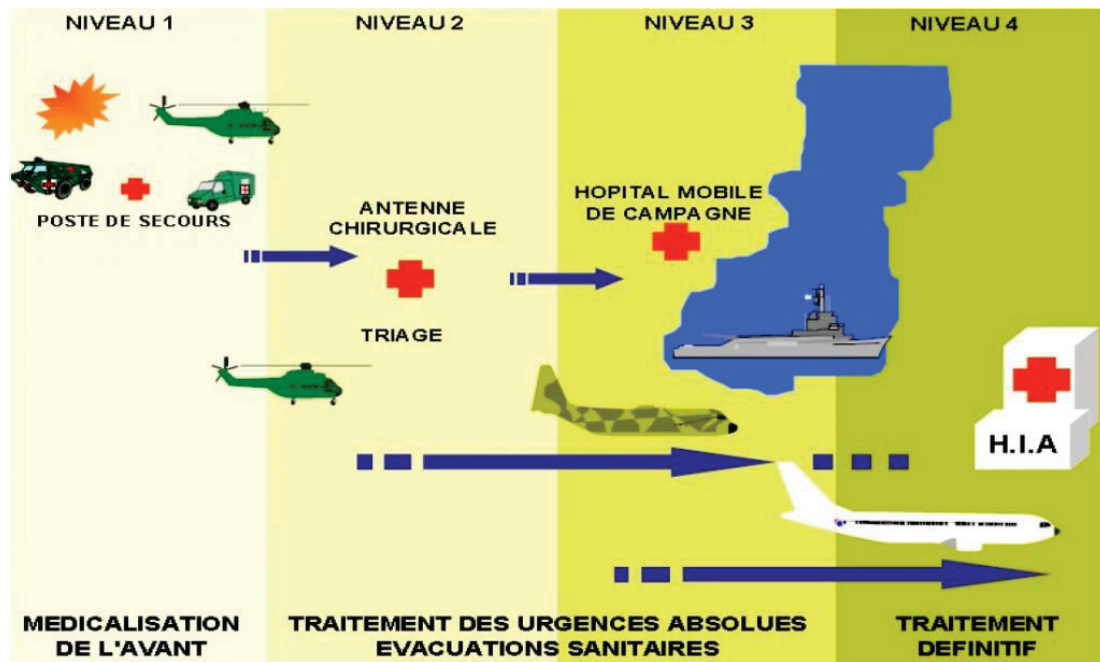 NIVEAU 1
NIVEAU 2
NIVEAU 3
NIVEAU 4
POSTE DE SECOURS
ANTENNE
CHIRURGICALE
TRIAGE
HOPITAL MOBILE
DE CAMPAGNE
H.I.A
MEDICALISATION
DE L'AVANT
TRAITEMENT DES URGENCES ABSOLUES
EVACUATIONS SANITAIRES
TRAITEMENT
DEFINITIF